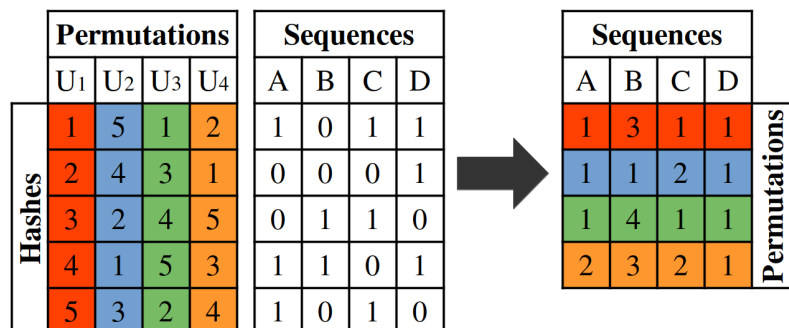 Permutations Sequences Sequences
U1 U2 U3 U4 A B C D A B C D
Hashes
1 5 1 2 1 0 1 1 1 3 1 1
2 4 3 1 0 0 0 1 1 1 2 1
3 2 4 5 0 1 1 0 1 4 1 1
4 1 5 3 1 1 0 1 2 3 2 1
5 3 2 4 1 0 1 0
Permutations